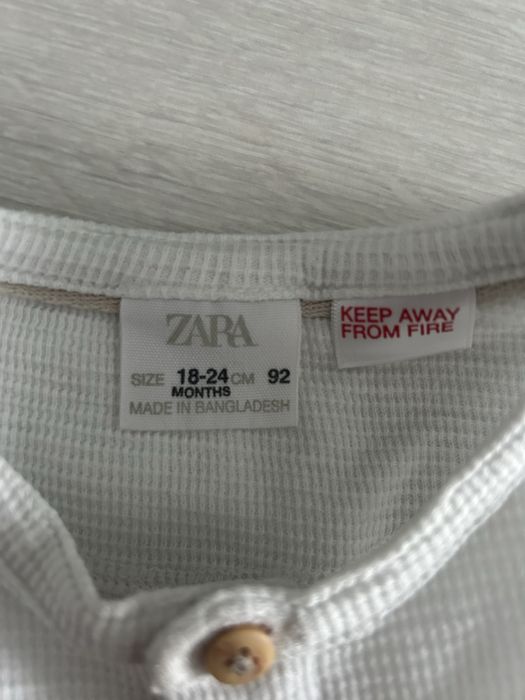 ZARA
SIZE 18-24 CM 92
MONTHS
MADE IN BANGLADESH
KEEP AWAY
FROM FIRE